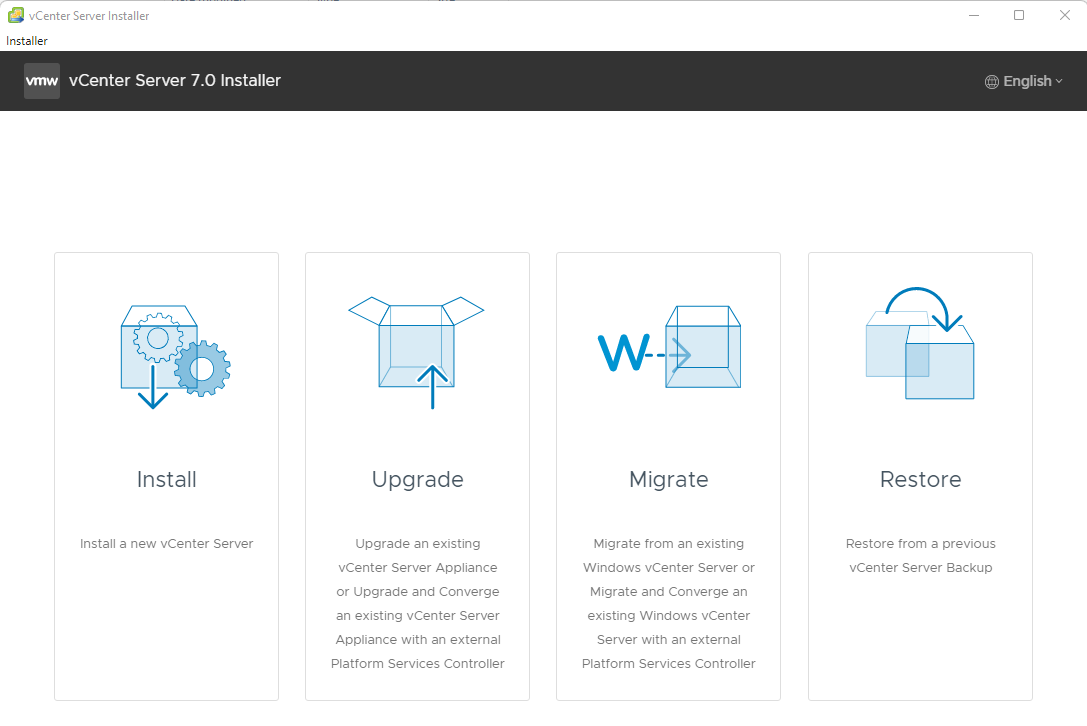 vCenter Server Installer
Installer
vmw vCenter Server 7.0 Installer
English
Install
Install a new vCenter Server
Upgrade
Upgrade an existing
vCenter Server Appliance
or Upgrade and Converge
an existing vCenter Server
Appliance with an external
Platform Services Controller
W
Migrate
Migrate from an existing
Windows vCenter Server or
Migrate and Converge an
existing Windows vCenter
Server with an external
Platform Services Controller
Restore
Restore from a previous
vCenter Server Backup